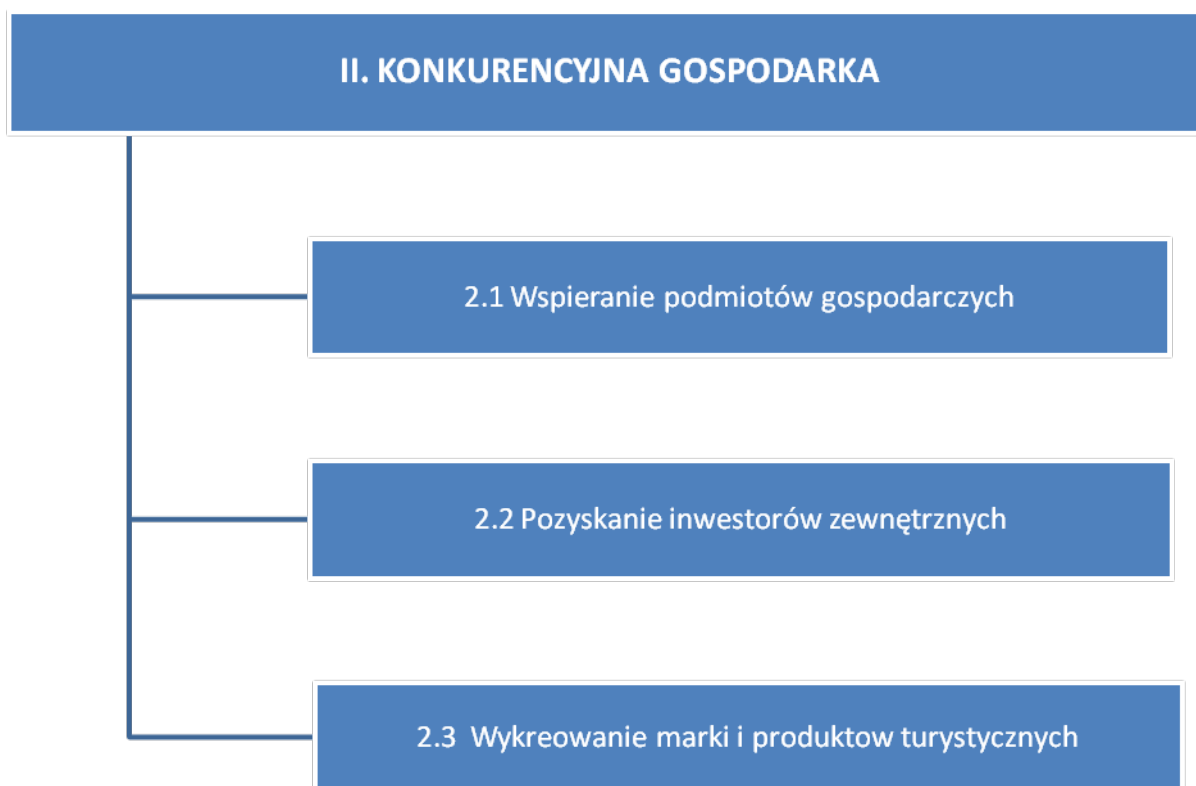 II. KONKURENCYJNA GOSPODARKA
2.1 Wspieranie podmiotów gospodarczych
2.2 Pozyskanie inwestorów zewnętrznych
2.3 Wykreowanie marki i produktow turystycznych